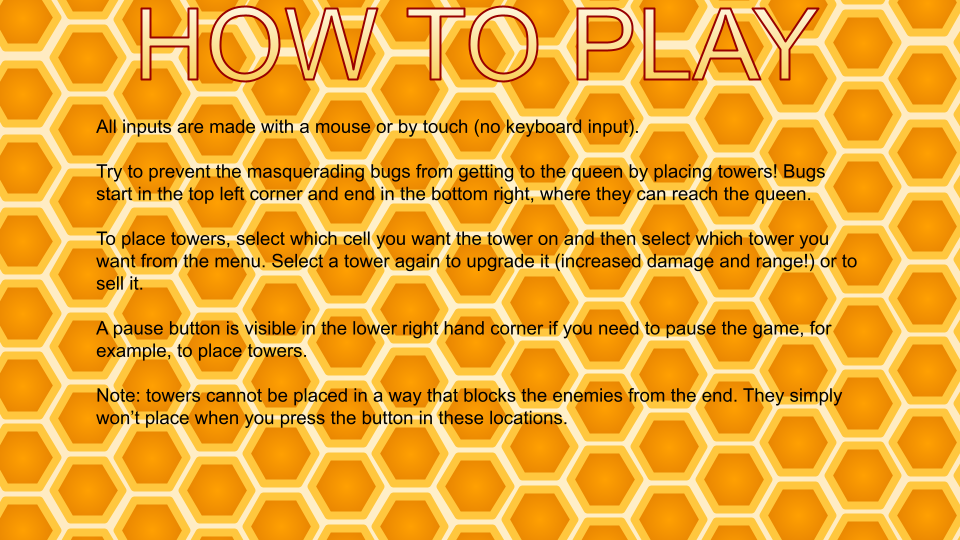 HOW TO PLAY
All inputs are made with a mouse or by touch (no keyboard input).
Try to prevent the masquerading bugs from getting to the queen by placing towers! Bugs
start in the top left corner and end in the bottom right, where they can reach the queen.
To place towers, select which cell you want the tower on and then select which tower you
want from the menu. Select a tower again to upgrade it (increased damage and range!) or to
sell it.
A pause button is visible in the lower right hand corner if you need to pause the game, for
example, to place towers.
Note: towers cannot be placed in a way that blocks the enemies from the end. They simply
won’t place when you press the button in these locations.